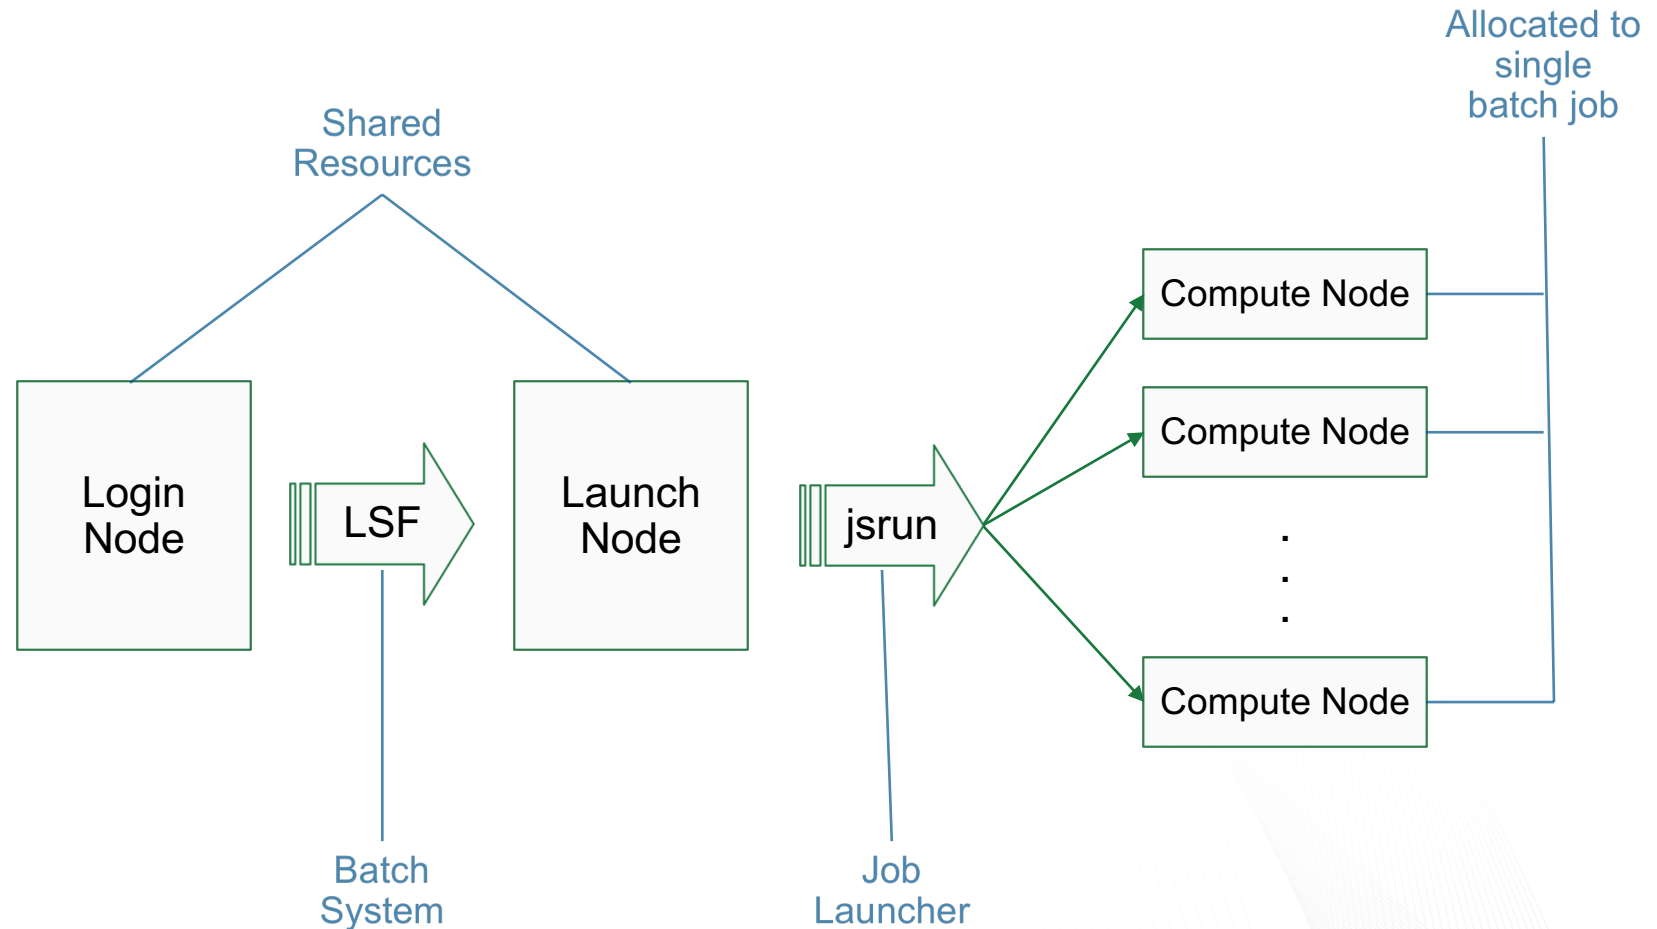 Allocated to
single
batch job
Shared
Resources
Login
Node
LSF
Launch
Node
jsrun
Compute Node
Compute Node
.
.
.
Compute Node
Batch
System
Job
Launcher